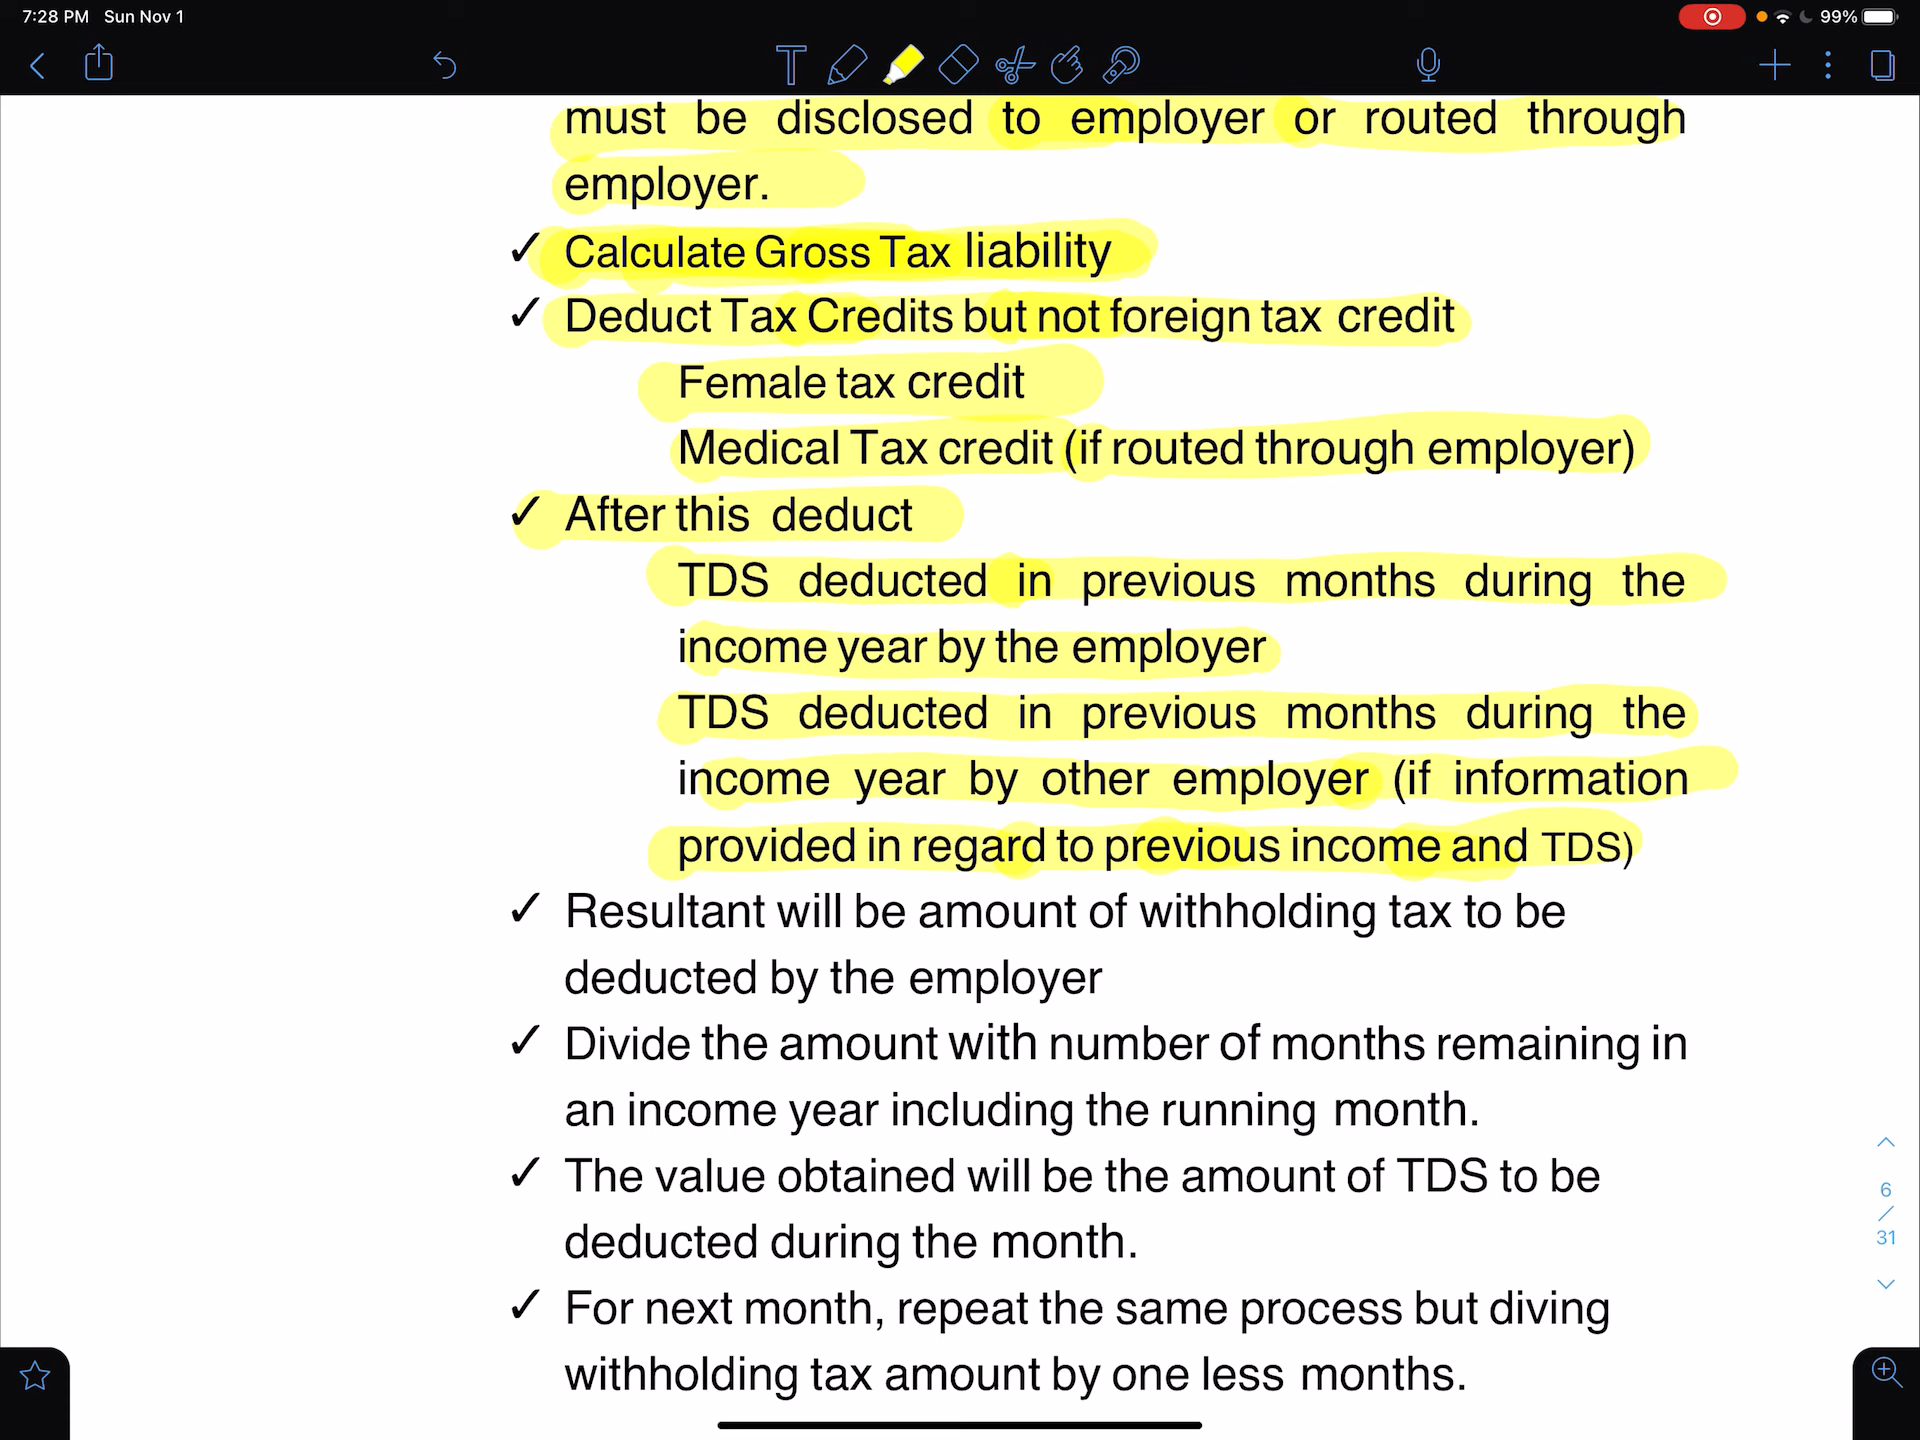 7:28 PM Sun Nov 1
99%
must be disclosed to employer or routed through
employer.
✓ Calculate Gross Tax liability
✓ Deduct Tax Credits but not foreign tax credit
Female tax credit
Medical Tax credit (if routed through employer)
✓ After this deduct
TDS deducted in previous months during the
income year by the employer
TDS deducted in previous months during the
income year by other employer (if information
provided in regard to previous income and TDS)
✓ Resultant will be amount of withholding tax to be
deducted by the employer
✓ Divide the amount with number of months remaining in
an income year including the running month.
✓ The value obtained will be the amount of TDS to be
deducted during the month.
✓ For next month, repeat the same process but diving
withholding tax amount by one less months.
6
/
31